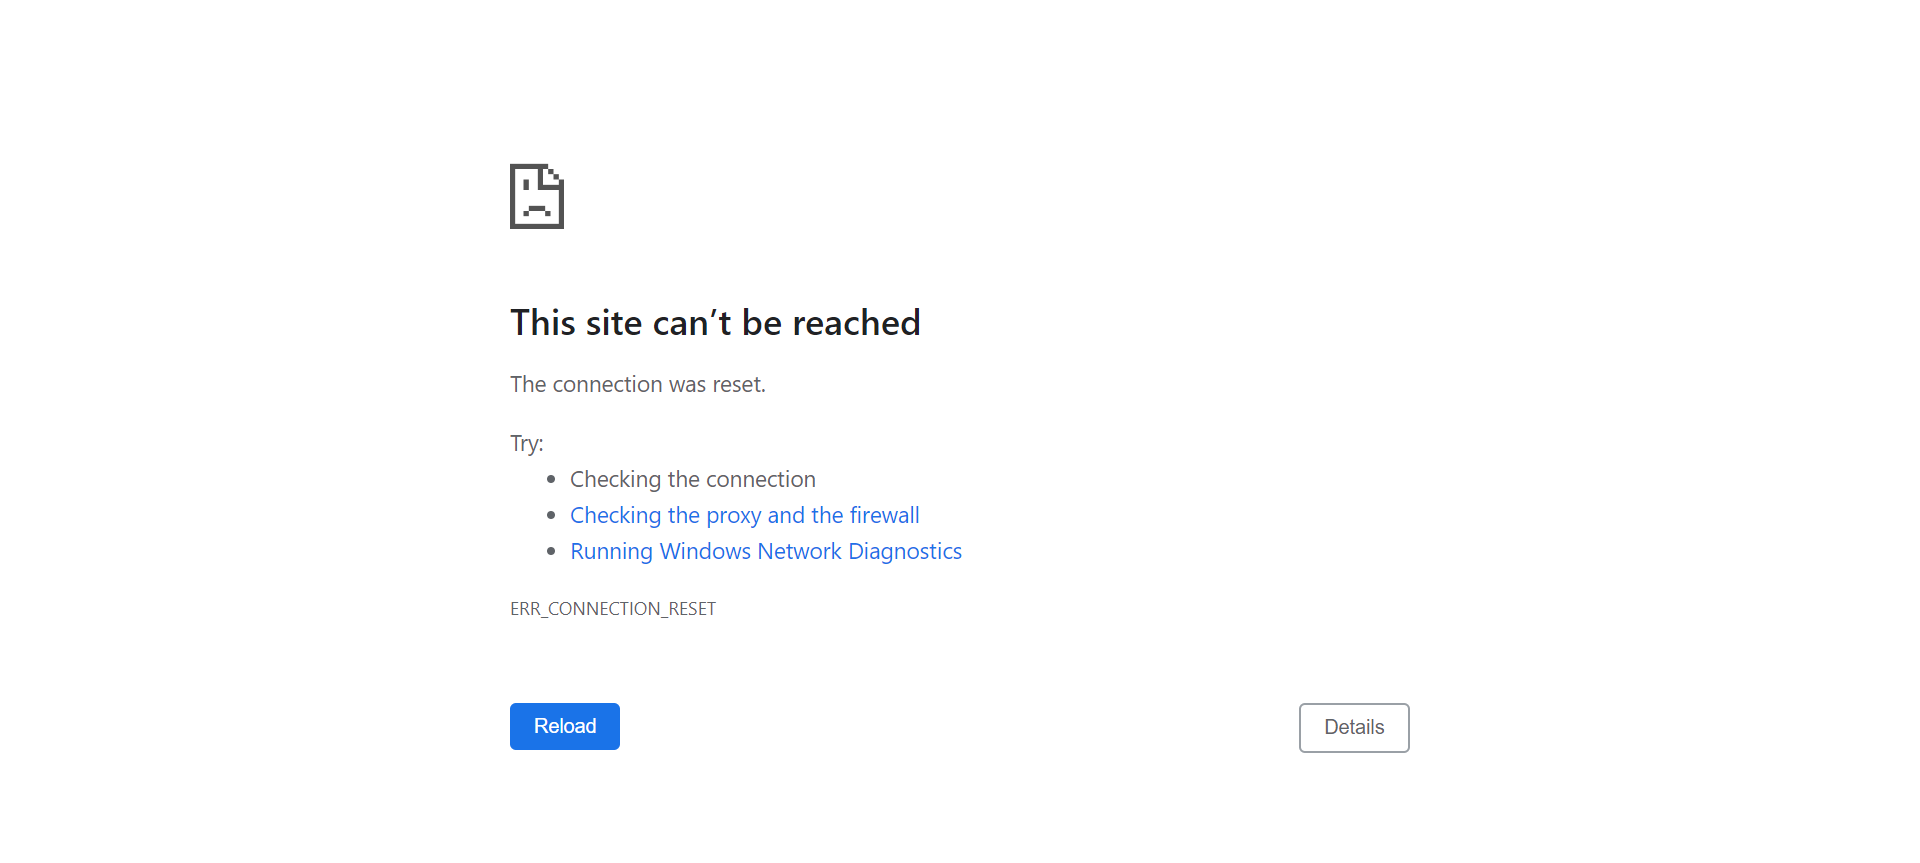 This site can’t be reached
The connection was reset.
Try:
Checking the connection
Checking the proxy and the firewall
Running Windows Network Diagnostics
ERR_CONNECTION_RESET
Reload
Details